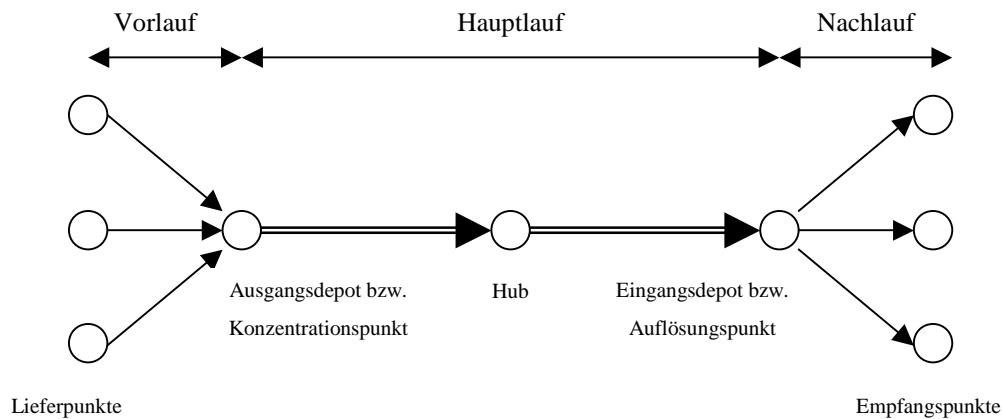 Vorlauf
Hauptlauf
Nachlauf
Ausgangsdepot bzw.
Konzentrationspunkt
Hub
Eingangsdepot bzw.
Auflösungspunkt
Lieferpunkte
Empfangspunkte